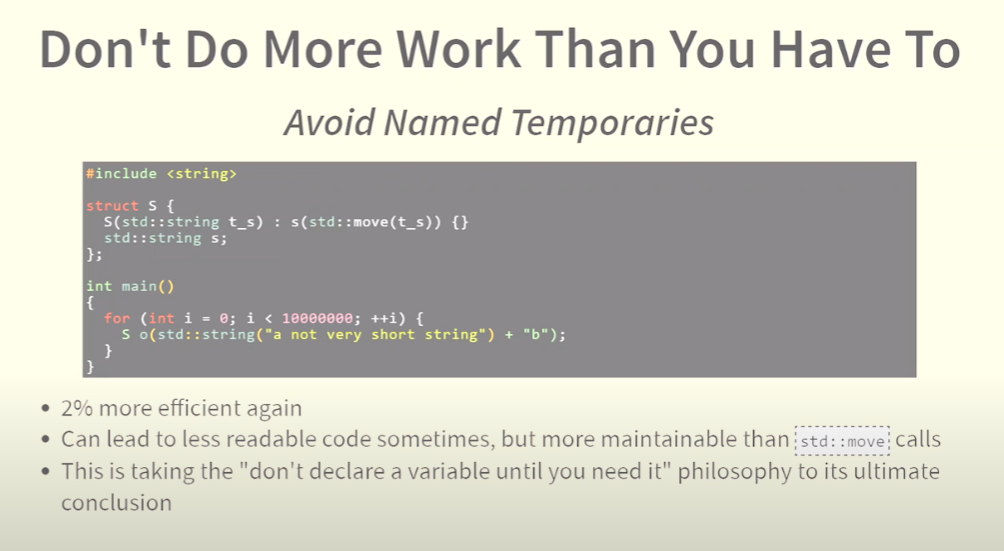 Don't Do More Work Than You Have To
Avoid Named Temporaries
#include <string>
struct S {
  S(std::string t_s) : s(std::move(t_s)) {}
  std::string s;
};
int main()
{
  for (int i = 0; i < 10000000; ++i) {
    S o(std::string("a not very short string") + "b");
  }
}
• 2% more efficient again
• Can lead to less readable code sometimes, but more maintainable than std::move calls
• This is taking the "don't declare a variable until you need it" philosophy to its ultimate
conclusion